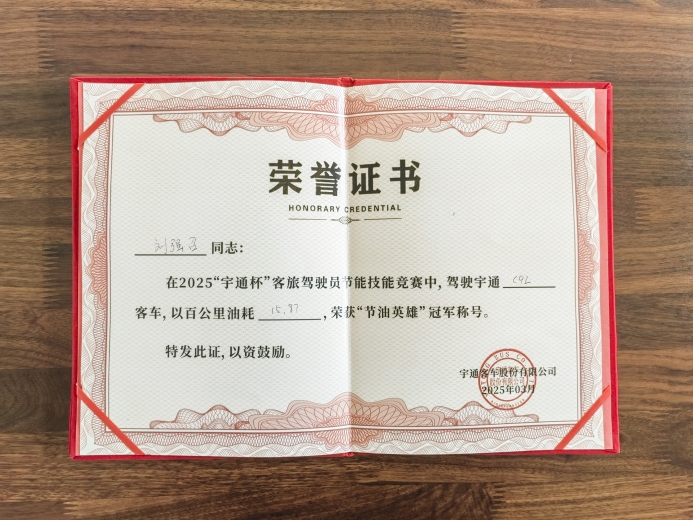 荣誉证书
HONORARY CREDENTIAL
刘强 同志：
在2025“宇通杯”客旅驾驶员节能技能竞赛中，驾驶宇通 C9L
客车，以百公里油耗 15.87 ，荣获“节油英雄”冠军称号。
特发此证，以资鼓励。
宇通客车股份有限公司
2025年03月